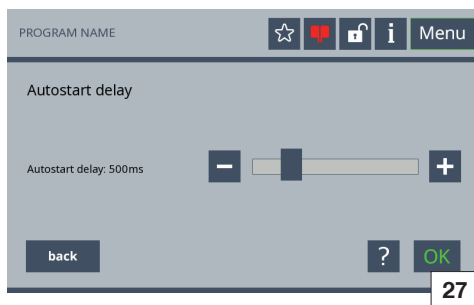 PROGRAM NAME
i
Menu
Autostart delay
Autostart delay: 500ms
− +
back
?
OK
27